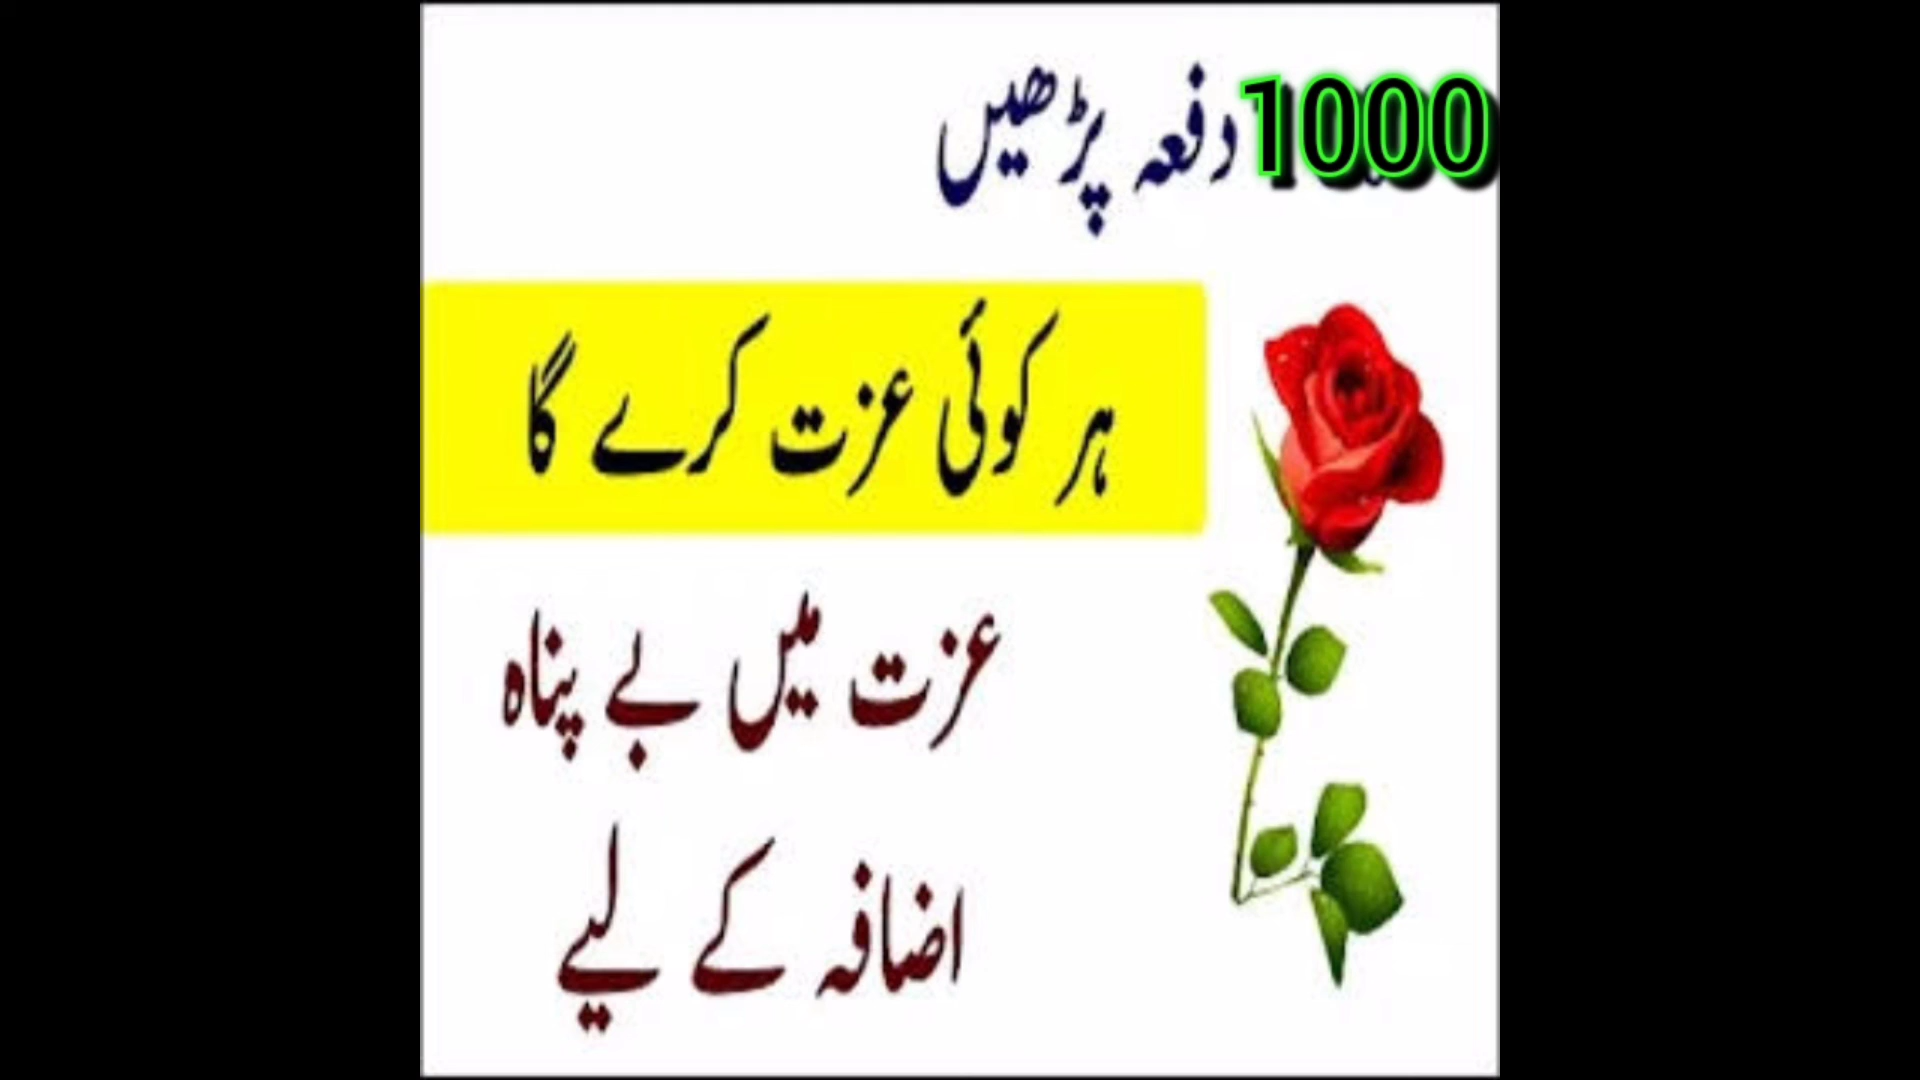 1000 دفعہ پڑھیں
ہر کوئی عزت کرے گا
عزت میں بے پناہ
اضافہ کے لیے